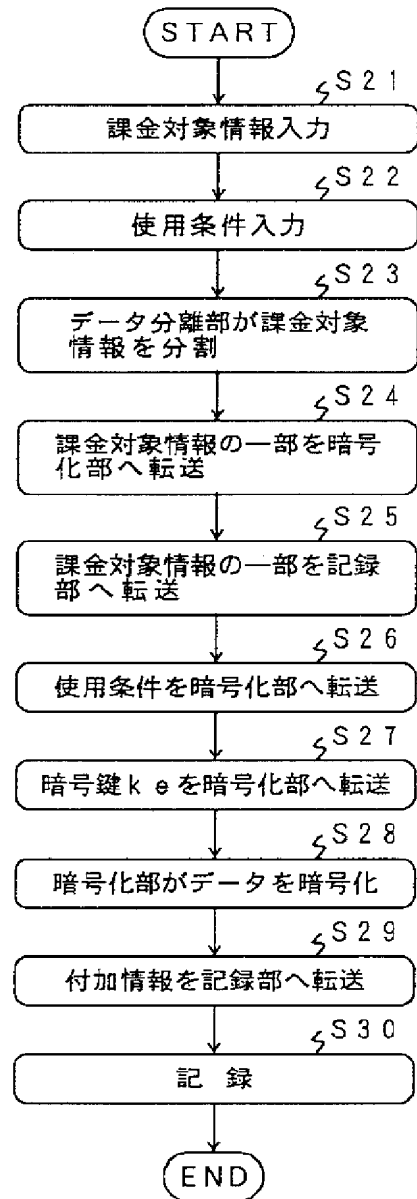 START
S21
課金対象情報入力
S22
使用条件入力
S23
データ分離部が課金対象
情報を分割
S24
課金対象情報の一部を暗号
化部へ転送
S25
課金対象情報の一部を記録
部へ転送
S26
使用条件を暗号化部へ転送
S27
暗号鍵keを暗号化部へ転送
S28
暗号化部がデータを暗号化
S29
付加情報を記録部へ転送
S30
記録
END